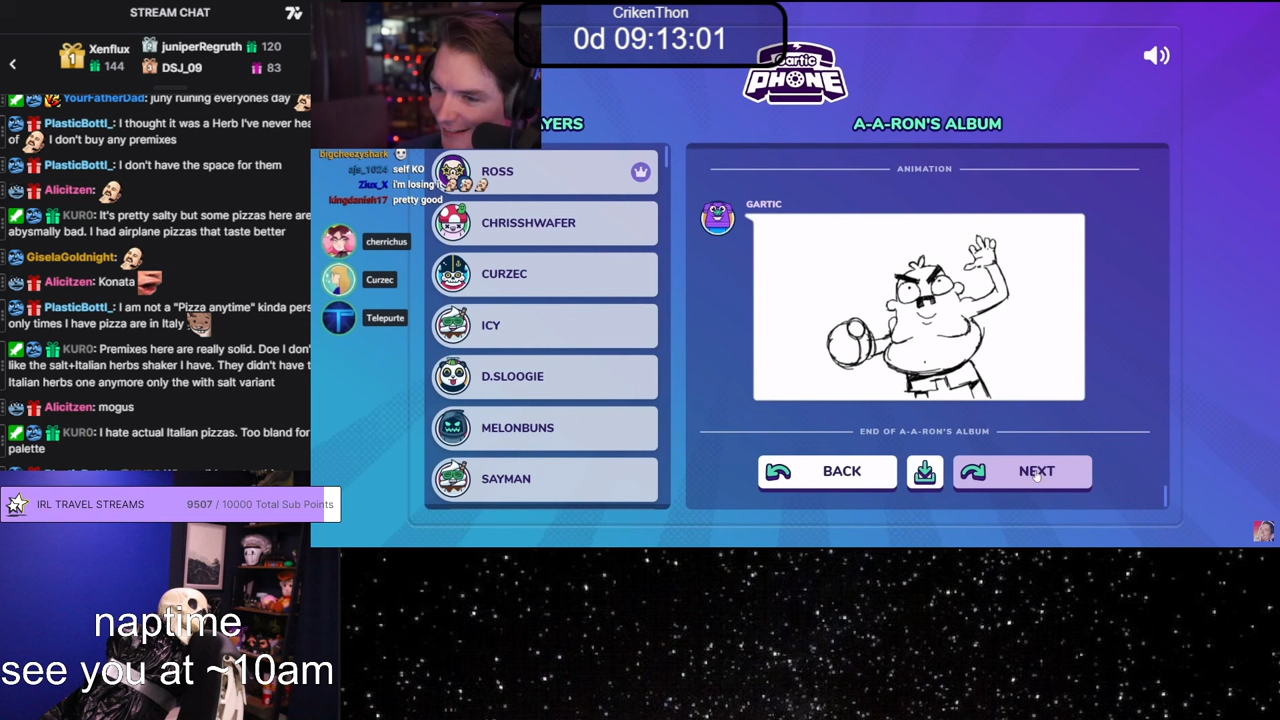 STREAM CHAT
Xenflux
144
juniperRegruth 120
DSJ_09 83
YourFatherDad: juny ruining everyones day
PlasticBottl_: I thought it was a Herb I've never hea
of I don't buy any premixes
PlasticBottl_: I don't have the space for them
Alicitzen:
KUR0: It's pretty salty but some pizzas here are
abysmally bad. I had airplane pizzas that taste better
GiselaGoldnight:
Alicitzen: Konata
PlasticBottl_: I am not a "Pizza anytime" kinda pers
only times I have pizza are in Italy
KUR0: Premixes here are really solid. Doe I don'
like the salt+Italian herbs shaker I have. They didn't have t
Italian herbs one anymore only the with salt variant
Alicitzen: mogus
KUR0: I hate actual Italian pizzas. Too bland for
palette
IRL TRAVEL STREAMS 9507 / 10000 Total Sub Points
naptime
see you at ~10am
CrikenThon
0d 09:13:01
bigcheezyshark
ajs_1024 self KO
Ziux_X i'm losing it
kingdanish17 pretty good
cherrichus
Curzec
Telepurte
YERS
ROSS
CHRISSHWAFER
CURZEC
ICY
D.SLOOGIE
MELONBUNS
SAYMAN
Gartic
PHONE
A-A-RON'S ALBUM
ANIMATION
GARTIC
END OF A-A-RON'S ALBUM
BACK
NEXT